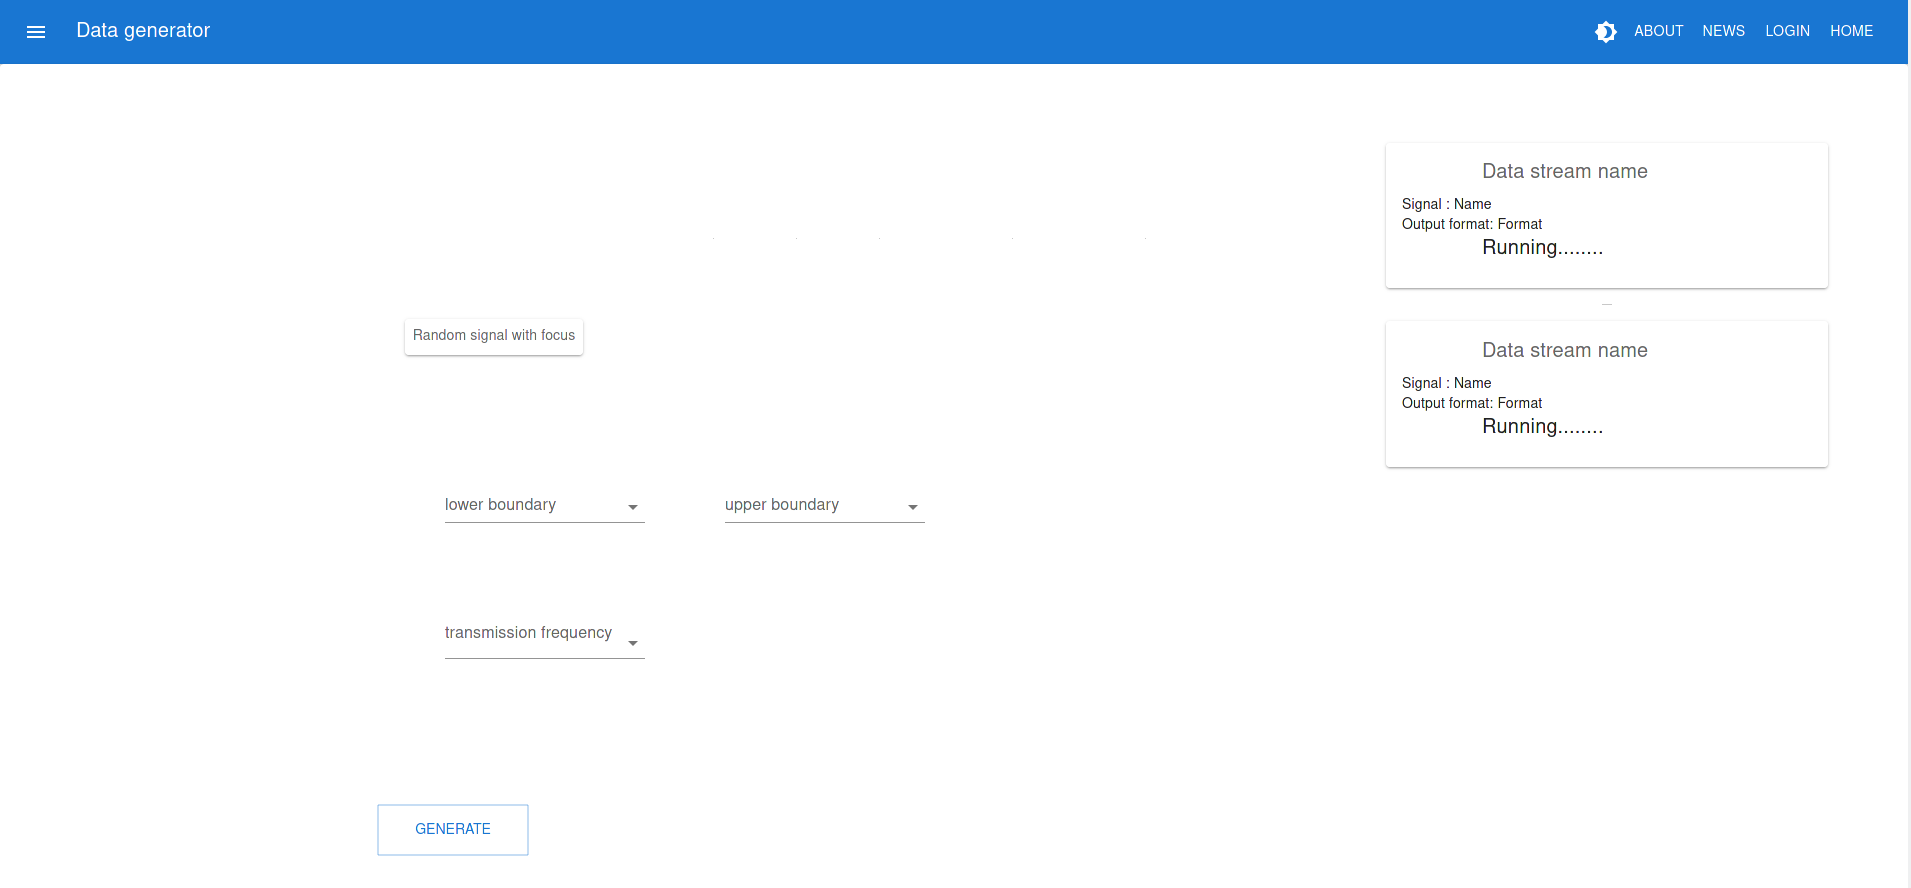 Data generator
ABOUT NEWS LOGIN HOME
Data stream name
Signal : Name
Output format: Format
Running........
Random signal with focus
Data stream name
Signal : Name
Output format: Format
Running........
lower boundary
upper boundary
transmission frequency
GENERATE